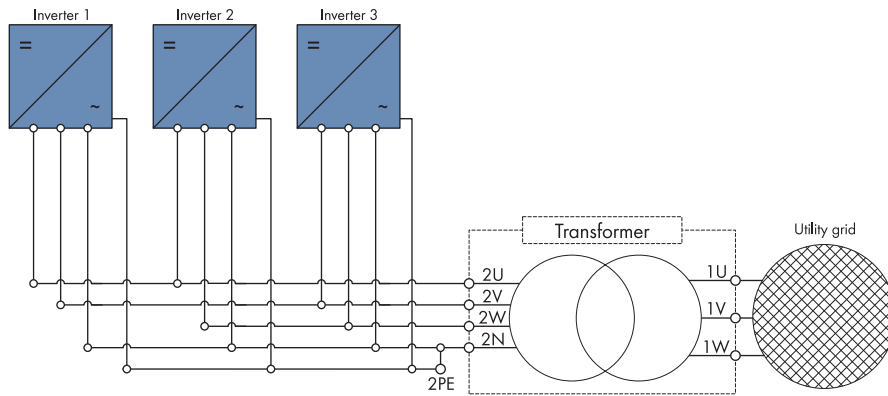 Inverter 1
Inverter 2
Inverter 3
=
~
=
~
=
~
Transformer
Utility grid
2U
1U
2V
1V
2W
2N
1W
2PE